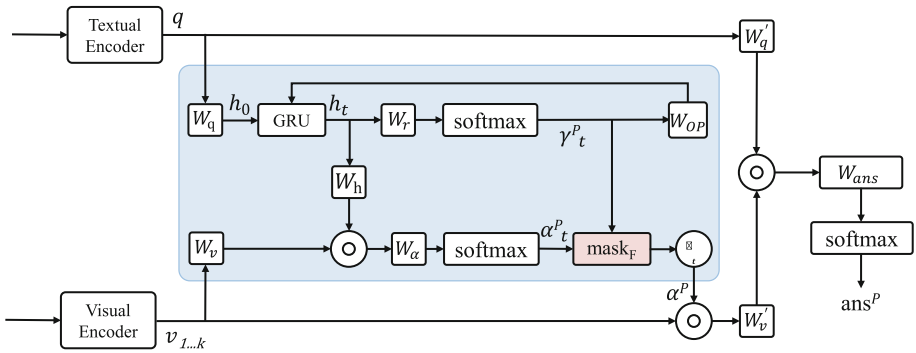 Textual
Encoder
q
W'q
Wq
h0
GRU
ht
Wr
softmax
γPt
WOP
Wh
Wans
Wv
Wα
softmax
αPt
maskF
t
softmax
αP
ansP
Visual
Encoder
v1...k
W'v